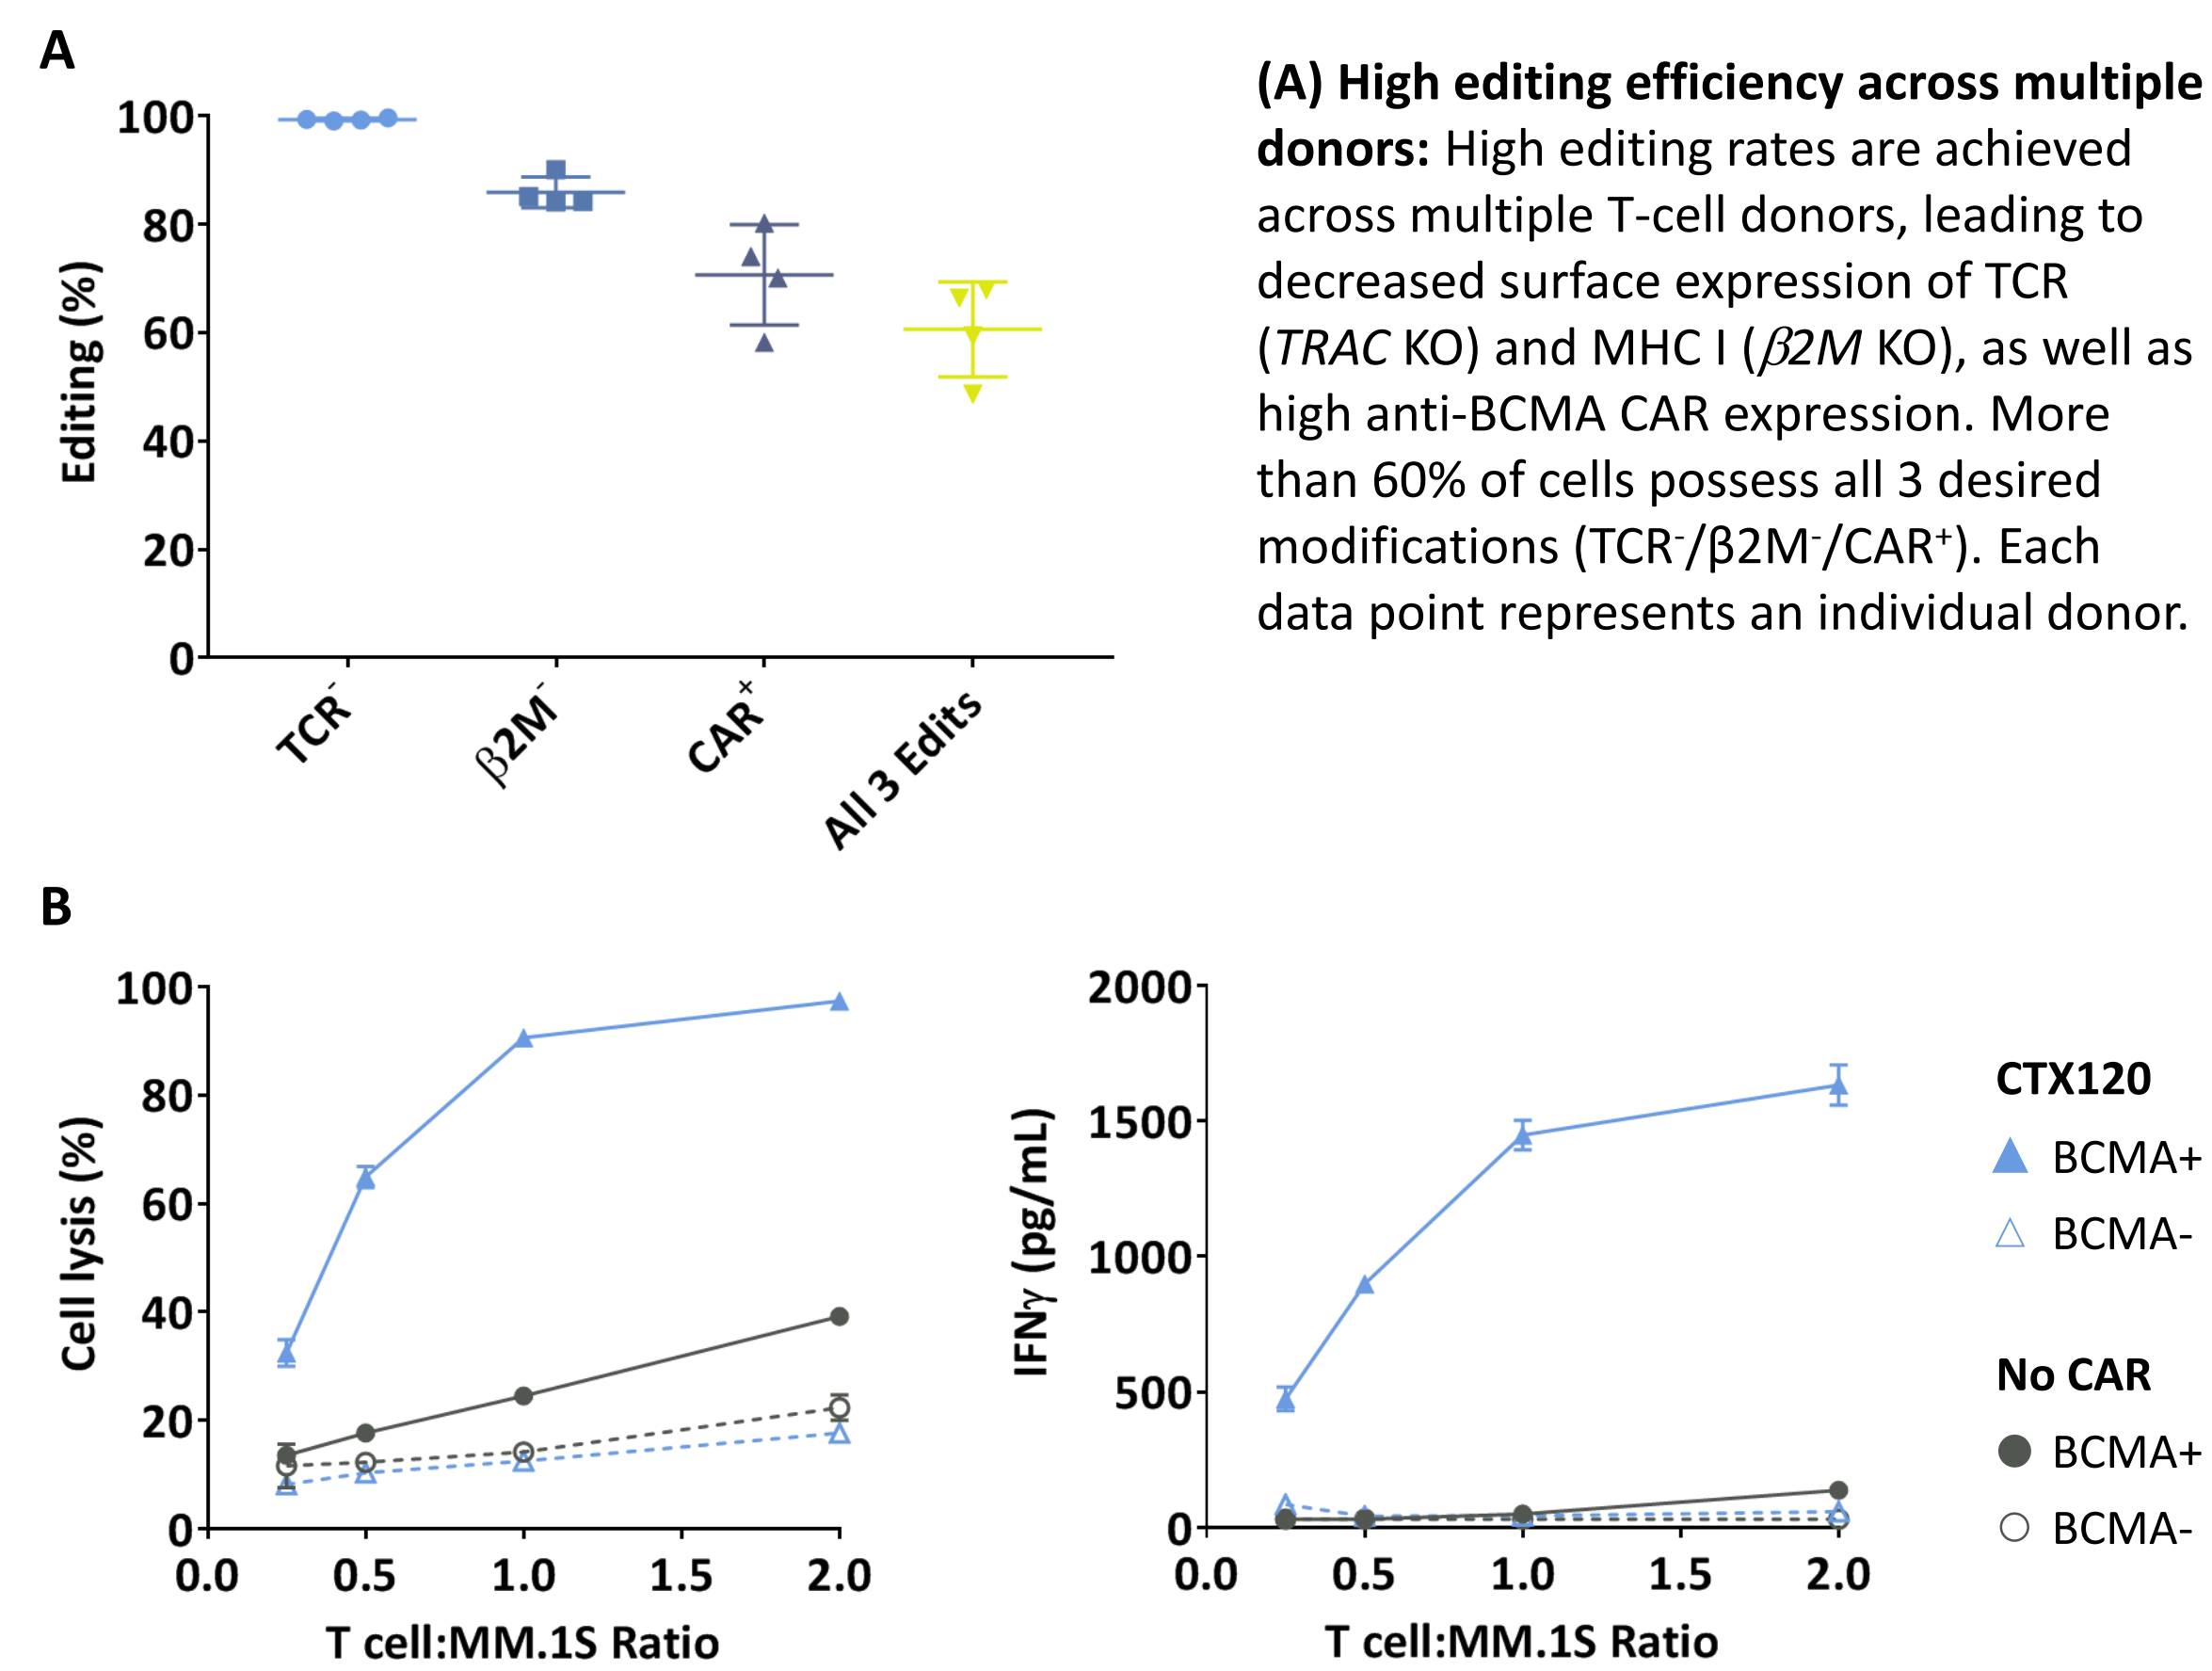 A
100
80
60
40
20
0
Editing (%)
TCR⁻
β2M⁻
CAR⁺
All 3 Edits
(A) High editing efficiency across multiple
donors: High editing rates are achieved
across multiple T-cell donors, leading to
decreased surface expression of TCR
(TRAC KO) and MHC I (β2M KO), as well as
high anti-BCMA CAR expression. More
than 60% of cells possess all 3 desired
modifications (TCR⁻/β2M⁻/CAR⁺). Each
data point represents an individual donor.
B
100
80
60
40
20
0
Cell lysis (%)
0.0 0.5 1.0 1.5 2.0
T cell:MM.1S Ratio
2000
1500
1000
500
0
IFNγ (pg/mL)
0.0 0.5 1.0 1.5 2.0
T cell:MM.1S Ratio
CTX120
BCMA+
BCMA-
No CAR
BCMA+
BCMA-